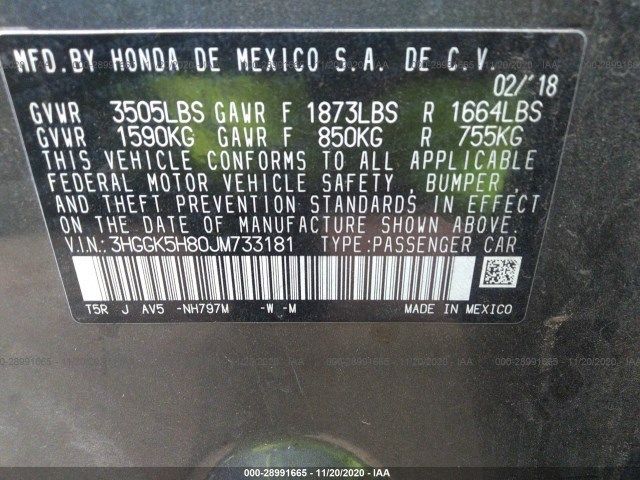 MFD.BY HONDA DE MEXICO S.A. DE C.V.
02/'18
GVWR 3505LBS GAWR F 1873LBS R 1664LBS
GVWR 1590KG GAWR F 850KG R 755KG
THIS VEHICLE CONFORMS TO ALL APPLICABLE
FEDERAL MOTOR VEHICLE SAFETY, BUMPER,
AND THEFT PREVENTION STANDARDS IN EFFECT
ON THE DATE OF MANUFACTURE SHOWN ABOVE.
V.I.N.: 3HGGK5H80JM733181 TYPE:PASSENGER CAR
T5R J AV5 -NH797M -W -M MADE IN MEXICO
000-28991665 - 11/20/2020 - IAA